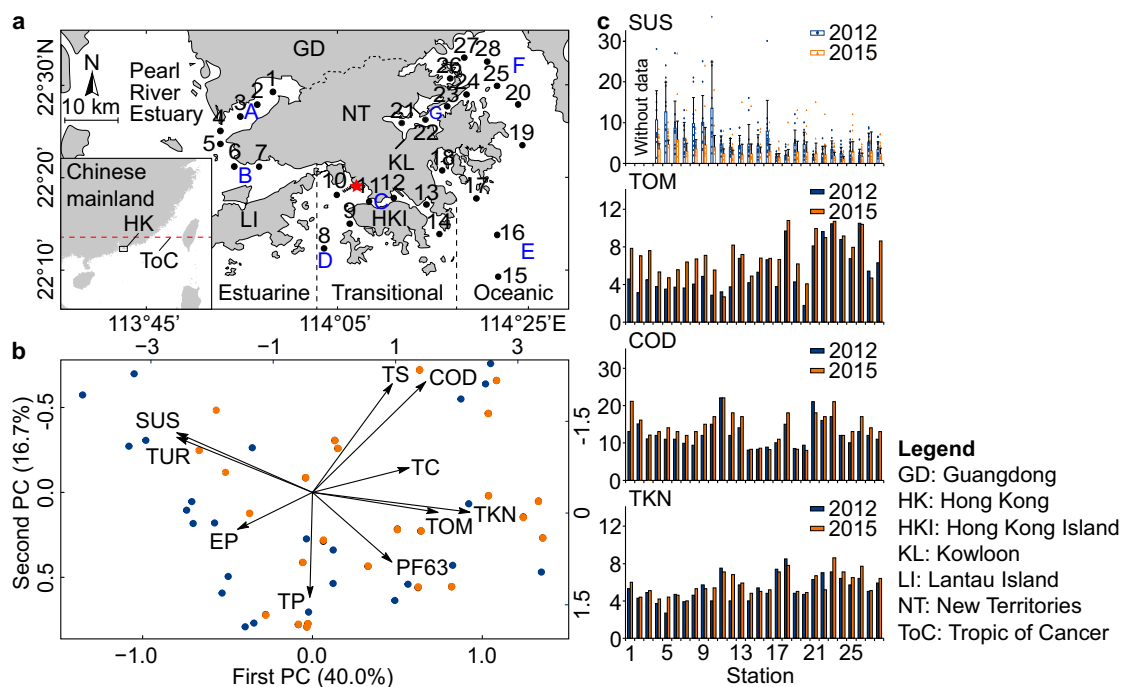 a
22°30'N
22°20'
22°10'
113°45'
114°05'
114°25'E
N
10 km
Pearl
River
Estuary
GD
NT
KL
HKI
LI
1
2
3
4
5
6
7
8
9
10
11
12
13
14
15
16
17
18
19
20
21
22
23
24
25
26
27
28
A
B
C
D
E
F
G
Chinese
mainland
HK
ToC
Estuarine
Transitional
Oceanic
b
−3
−1
1
3
-0.5
0.0
0.5
-1.5
0
1.5
−1.0
0.0
1.0
Second PC (16.7%)
First PC (40.0%)
TS
COD
SUS
TUR
TC
TKN
TOM
EP
PF63
TP
c
SUS
2012
2015
30
20
10
0
Without data
TOM
2012
2015
12
8
4
0
COD
2012
2015
30
20
10
0
TKN
2012
2015
12
8
4
0
1 5 9 13 21 25
Station
Legend
GD: Guangdong
HK: Hong Kong
HKI: Hong Kong Island
KL: Kowloon
LI: Lantau Island
NT: New Territories
ToC: Tropic of Cancer